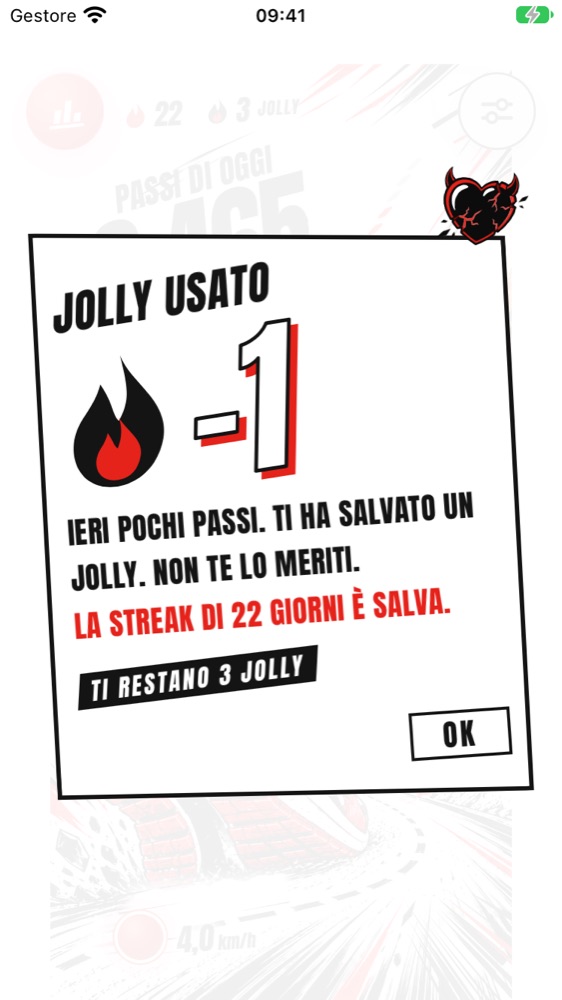 Gestore
09:41
22
3 JOLLY
PASSI DI OGGI
JOLLY USATO
-1
IERI POCHI PASSI. TI HA SALVATO UN
JOLLY. NON TE LO MERITI.
LA STREAK DI 22 GIORNI È SALVA.
TI RESTANO 3 JOLLY
OK
4,0 km/h